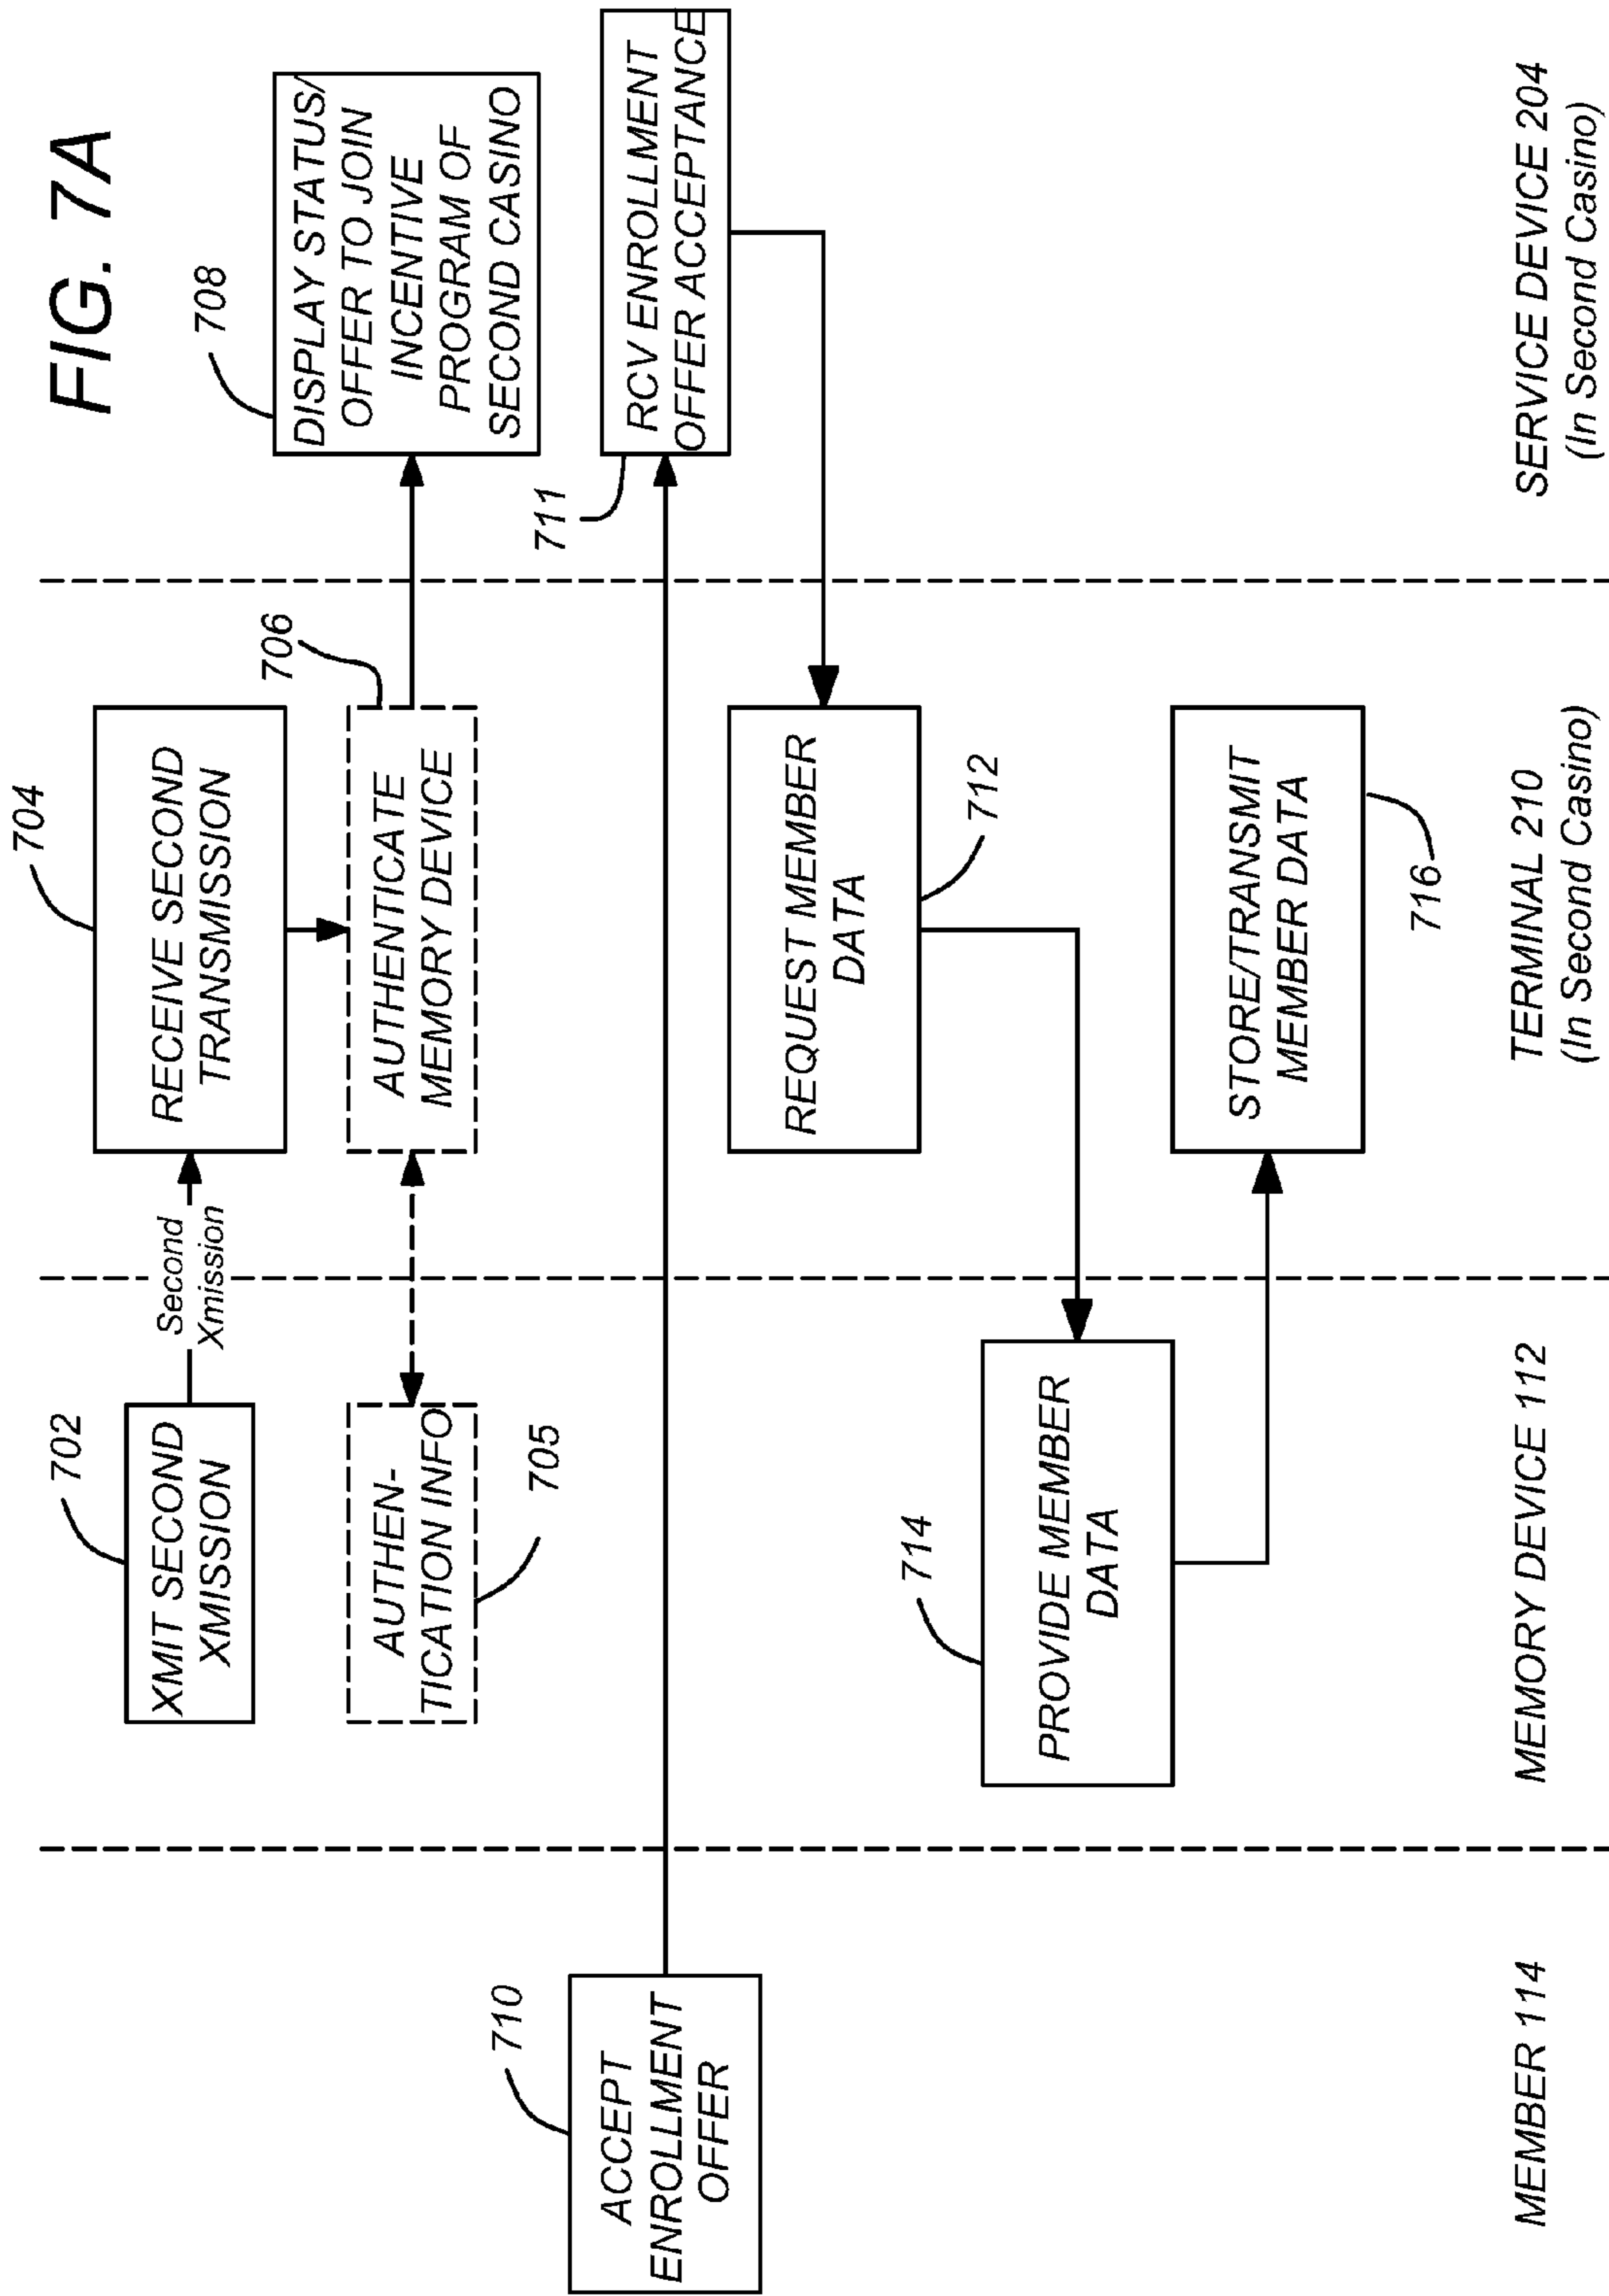 FIG. 7A
702
XMIT SECOND
XMISSION
Second
Xmission
704
RECEIVE SECOND
TRANSMISSION
AUTHEN-
TICATION INFO
705
706
AUTHENTICATE
MEMORY DEVICE
708
DISPLAY STATUS/
OFFER TO JOIN
INCENTIVE
PROGRAM OF
SECOND CASINO
710
ACCEPT
ENROLLMENT
OFFER
711
RCV ENROLLMENT
OFFER ACCEPTANCE
REQUEST MEMBER
DATA
712
714
PROVIDE MEMBER
DATA
STORE/TRANSMIT
MEMBER DATA
716
MEMBER 114
MEMORY DEVICE 112
TERMINAL 210
(In Second Casino)
SERVICE DEVICE 204
(In Second Casino)